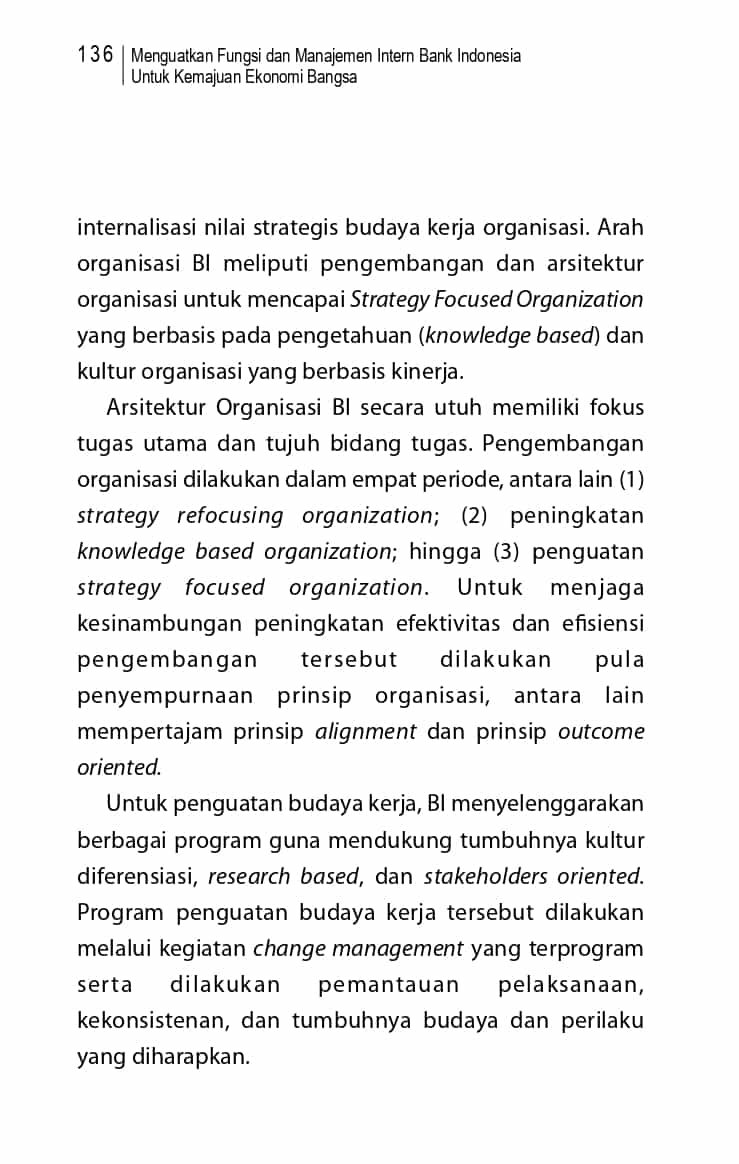 136
Menguatkan Fungsi dan Manajemen Intern Bank Indonesia
Untuk Kemajuan Ekonomi Bangsa
internalisasi nilai strategis budaya kerja organisasi. Arah
organisasi BI meliputi pengembangan dan arsitektur
organisasi untuk mencapai Strategy Focused Organization
yang berbasis pada pengetahuan (knowledge based) dan
kultur organisasi yang berbasis kinerja.
Arsitektur Organisasi BI secara utuh memiliki fokus
tugas utama dan tujuh bidang tugas. Pengembangan
organisasi dilakukan dalam empat periode, antara lain (1)
strategy refocusing organization; (2) peningkatan
knowledge based organization; hingga (3) penguatan
strategy focused organization. Untuk menjaga
kesinambungan peningkatan efektivitas dan efisiensi
pengembangan tersebut dilakukan pula
penyempurnaan prinsip organisasi, antara lain
mempertajam prinsip alignment dan prinsip outcome
oriented.
Untuk penguatan budaya kerja, BI menyelenggarakan
berbagai program guna mendukung tumbuhnya kultur
diferensiasi, research based, dan stakeholders oriented.
Program penguatan budaya kerja tersebut dilakukan
melalui kegiatan change management yang terprogram
serta dilakukan pemantauan pelaksanaan,
kekonsistenan, dan tumbuhnya budaya dan perilaku
yang diharapkan.